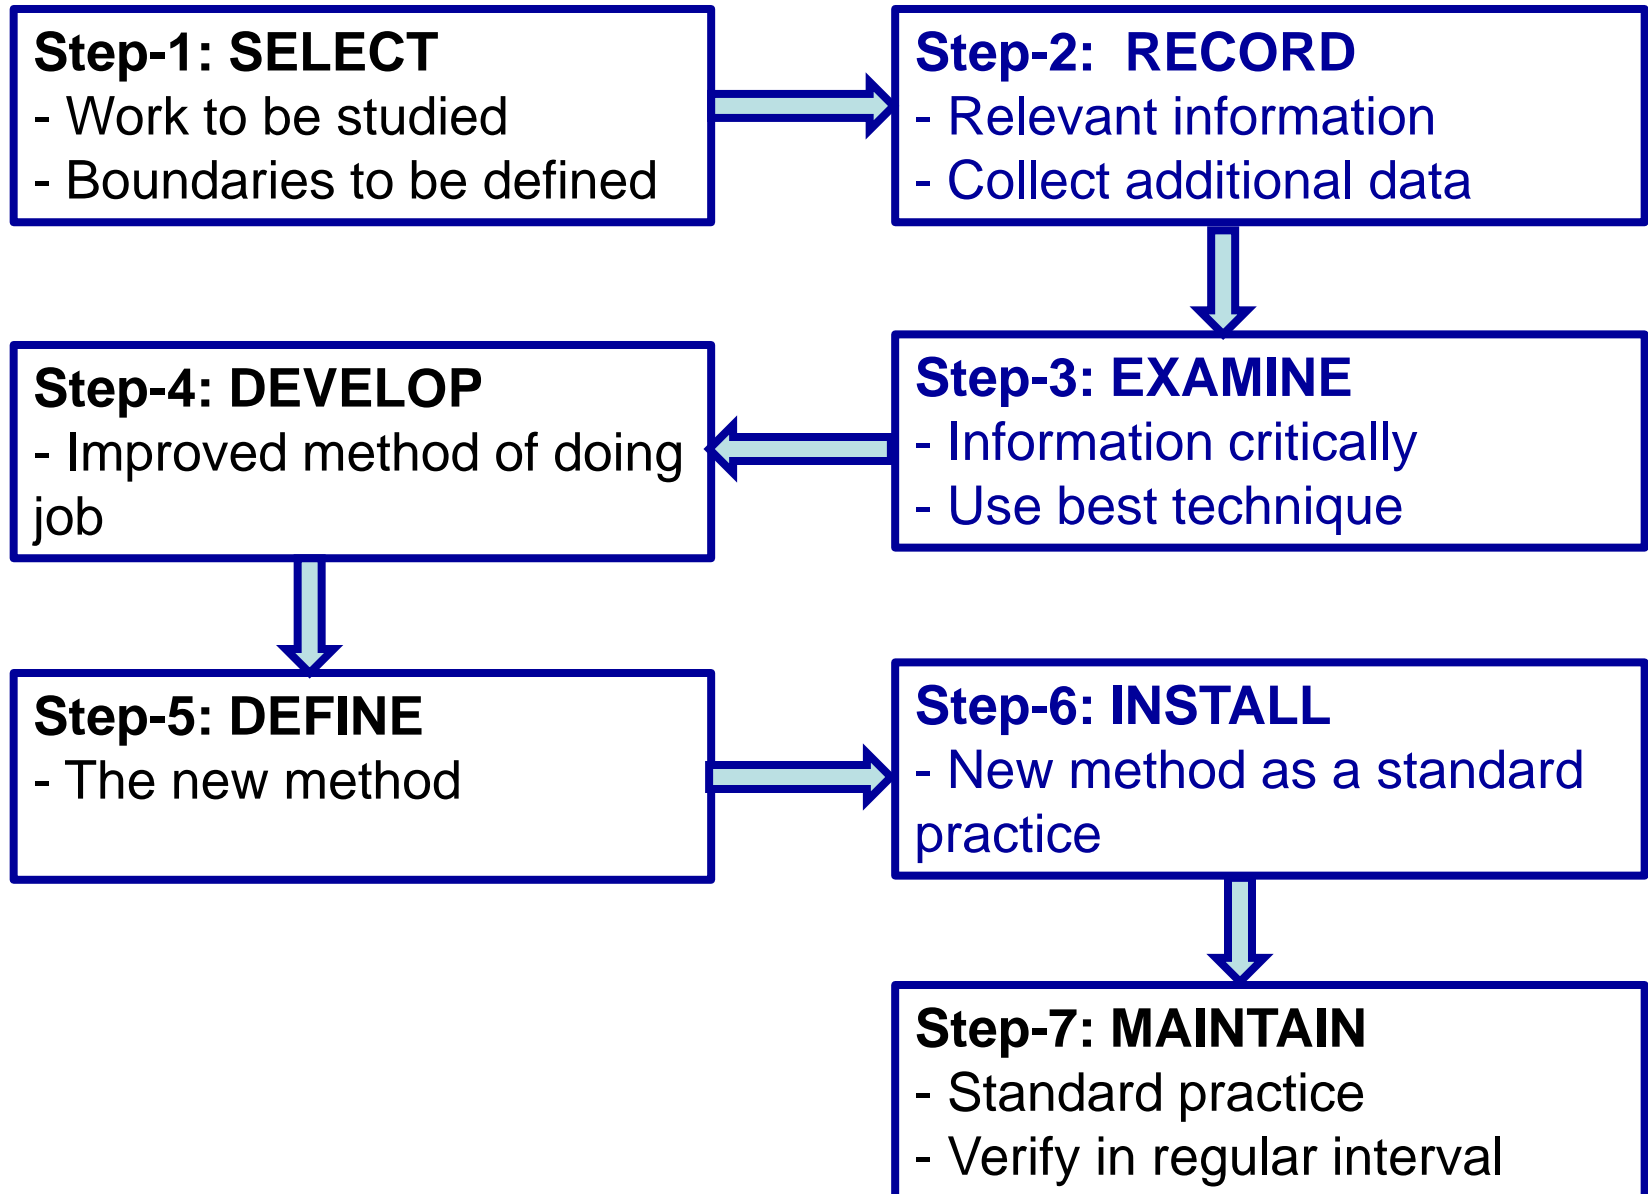 Step-1: SELECT
- Work to be studied
- Boundaries to be defined
Step-2:  RECORD
- Relevant information
- Collect additional data
Step-3: EXAMINE
- Information critically
- Use best technique
Step-4: DEVELOP
- Improved method of doing
job
Step-5: DEFINE
- The new method
Step-6: INSTALL
- New method as a standard
practice
Step-7: MAINTAIN
- Standard practice
- Verify in regular interval